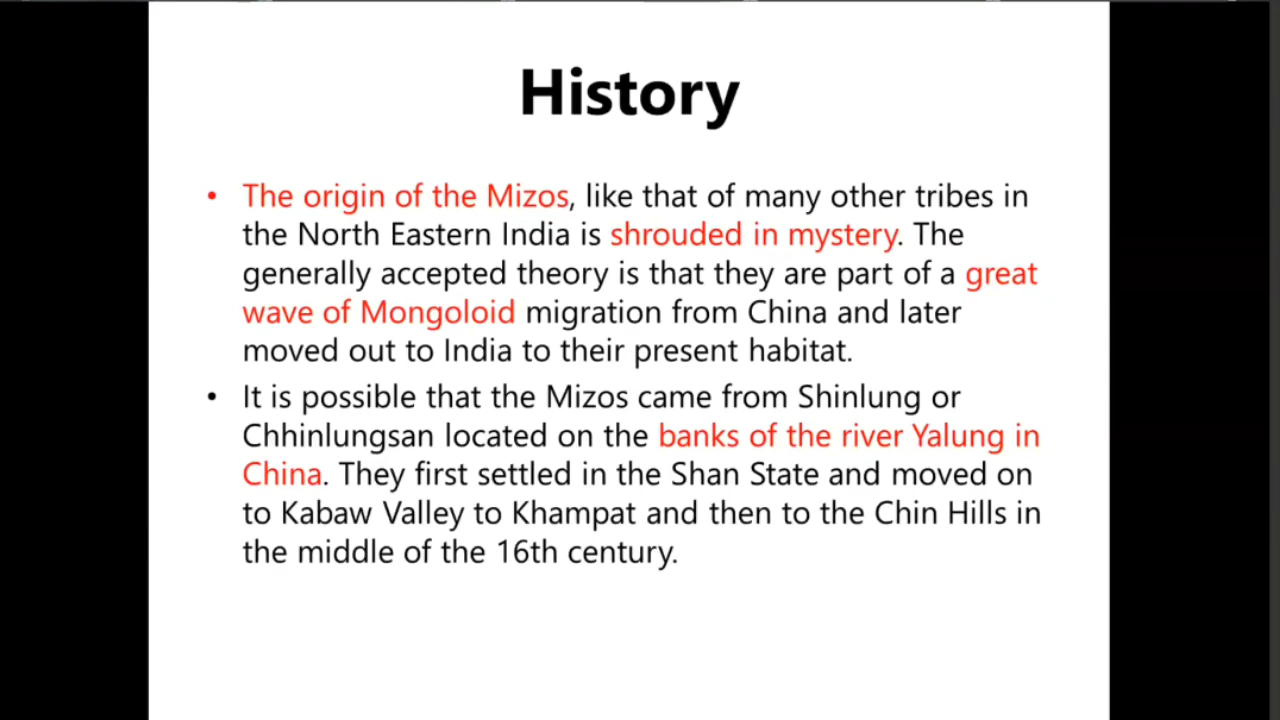 History
• The origin of the Mizos, like that of many other tribes in
the North Eastern India is shrouded in mystery. The
generally accepted theory is that they are part of a great
wave of Mongoloid migration from China and later
moved out to India to their present habitat.
• It is possible that the Mizos came from Shinlung or
Chhinlungsan located on the banks of the river Yalung in
China. They first settled in the Shan State and moved on
to Kabaw Valley to Khampat and then to the Chin Hills in
the middle of the 16th century.